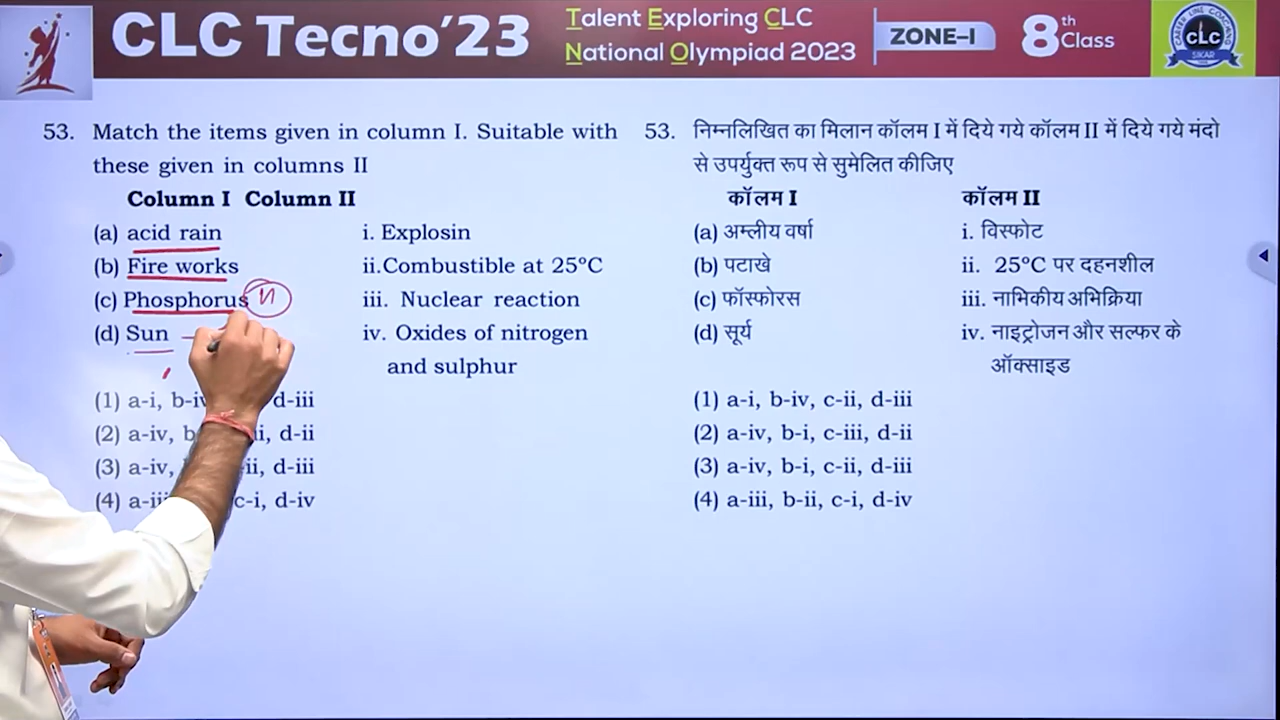 CLC Tecno'23
Talent Exploring CLC
National Olympiad 2023
ZONE-I
8th Class
CLC
SIKAR
53. Match the items given in column I. Suitable with
these given in columns II
Column I Column II
(a) acid rain i. Explosin
(b) Fire works ii.Combustible at 25°C
(c) Phosphorus iii. Nuclear reaction
(d) Sun iv. Oxides of nitrogen
and sulphur
(1) a-i, d-iii
(2) a-iv, d-ii
(3) a-iv, d-iii
(4) c-i, d-iv
53. निम्नलिखित का मिलान कॉलम I में दिये गये कॉलम II में दिये गये मंदो
से उपर्युक्त रूप से सुमेलित कीजिए
कॉलम I कॉलम II
(a) अम्लीय वर्षा i. विस्फोट
(b) पटाखे ii. 25°C पर दहनशील
(c) फॉस्फोरस iii. नाभिकीय अभिक्रिया
(d) सूर्य iv. नाइट्रोजन और सल्फर के
ऑक्साइड
(1) a-i, b-iv, c-ii, d-iii
(2) a-iv, b-i, c-iii, d-ii
(3) a-iv, b-i, c-ii, d-iii
(4) a-iii, b-ii, c-i, d-iv